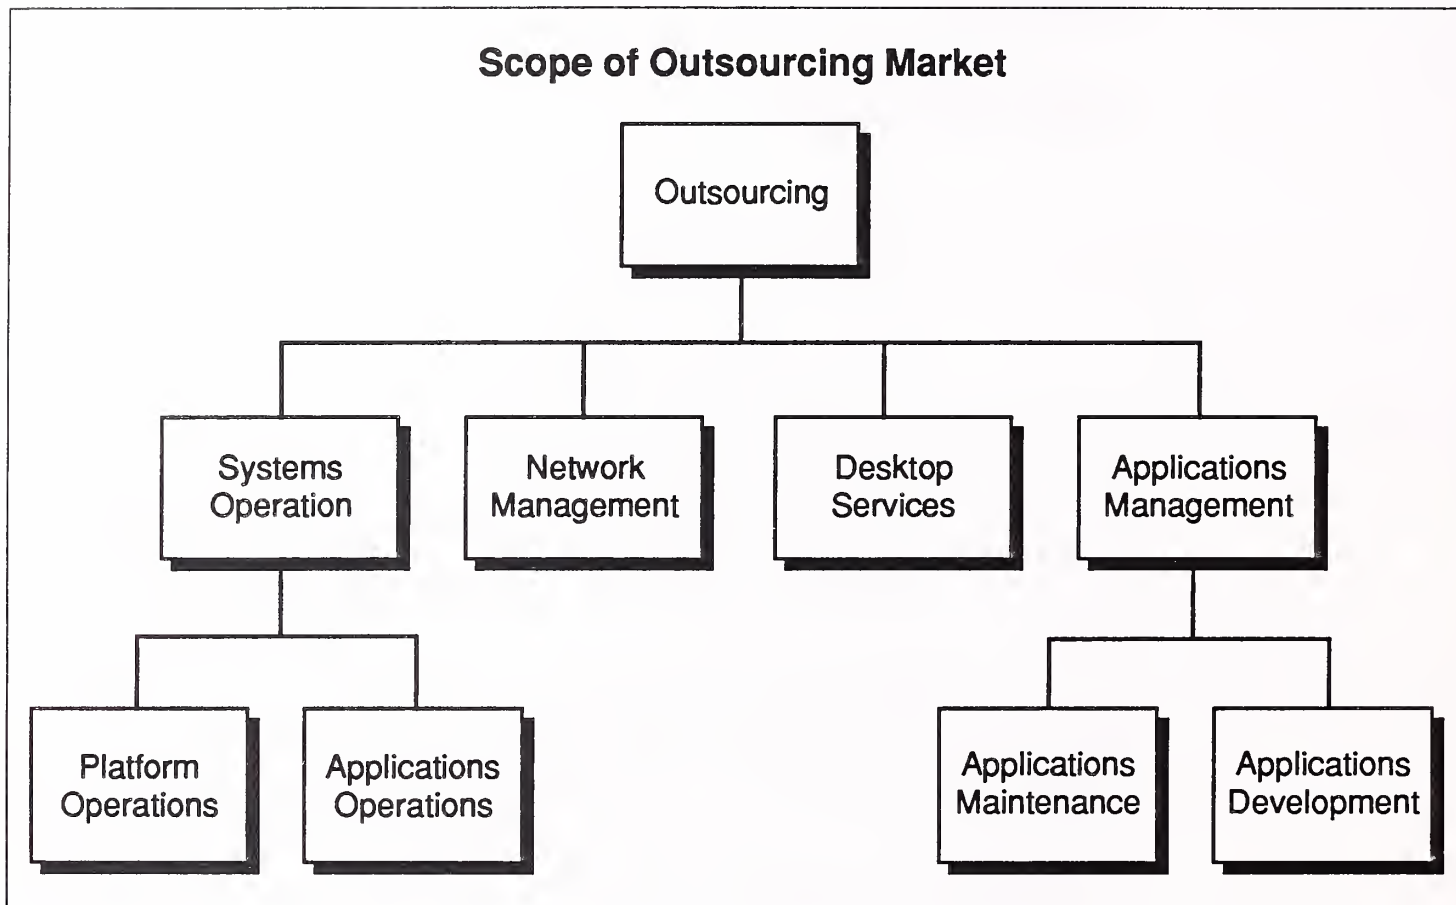 Scope of Outsourcing Market
Outsourcing
Systems
Operation
Network
Management
Desktop
Services
Applications
Management
Platform
Operations
Applications
Operations
Applications
Maintenance
Applications
Development